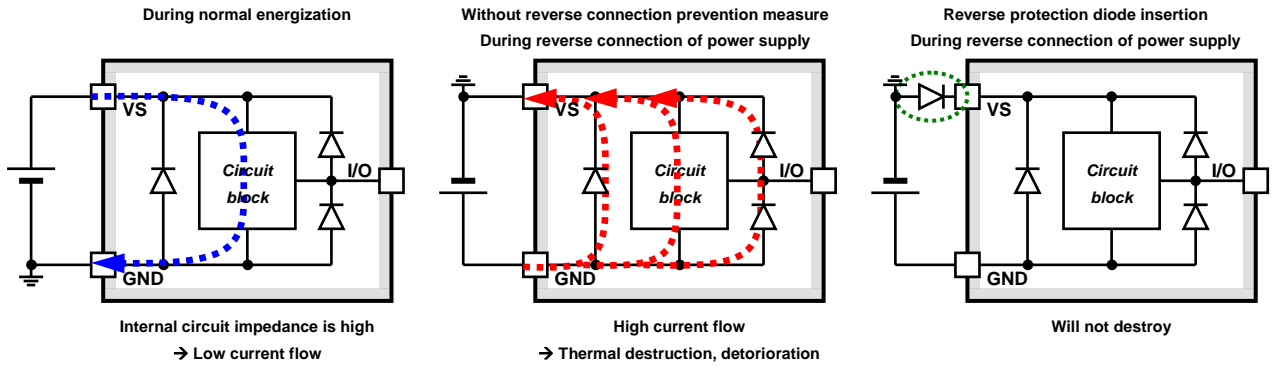 During normal energization
VS
Circuit
block
I/O
GND
Internal circuit impedance is high
→ Low current flow
Without reverse connection prevention measure
During reverse connection of power supply
VS
Circuit
block
I/O
GND
High current flow
→ Thermal destruction, detorioration
Reverse protection diode insertion
During reverse connection of power supply
VS
Circuit
block
I/O
GND
Will not destroy